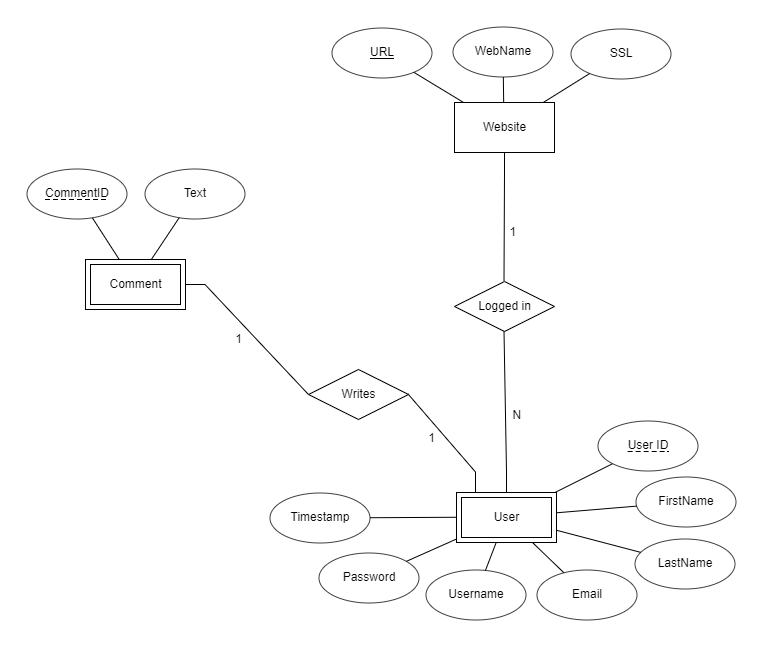 URL
WebName
SSL
Website
CommentID
Text
1
Comment
Logged in
1
Writes
N
1
User ID
FirstName
Timestamp
User
LastName
Password
Username
Email